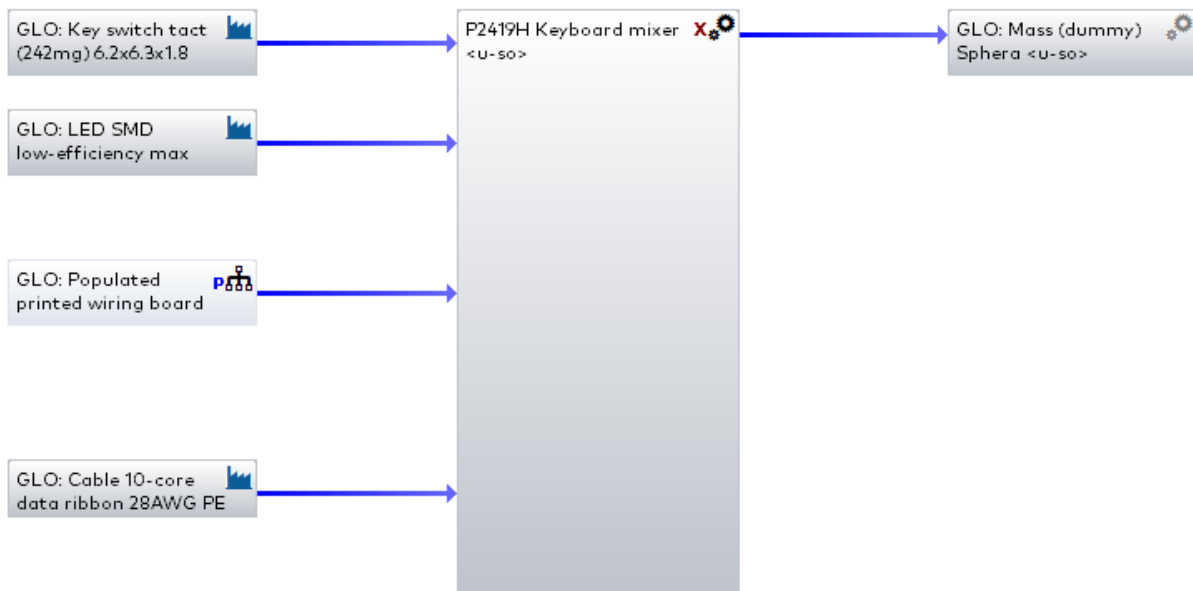 GLO: Key switch tact
(242mg) 6.2x6.3x1.8
P2419H Keyboard mixer
<u-so>
X
GLO: Mass (dummy)
Sphera <u-so>
GLO: LED SMD
low-efficiency max
GLO: Populated
printed wiring board
p
GLO: Cable 10-core
data ribbon 28AWG PE